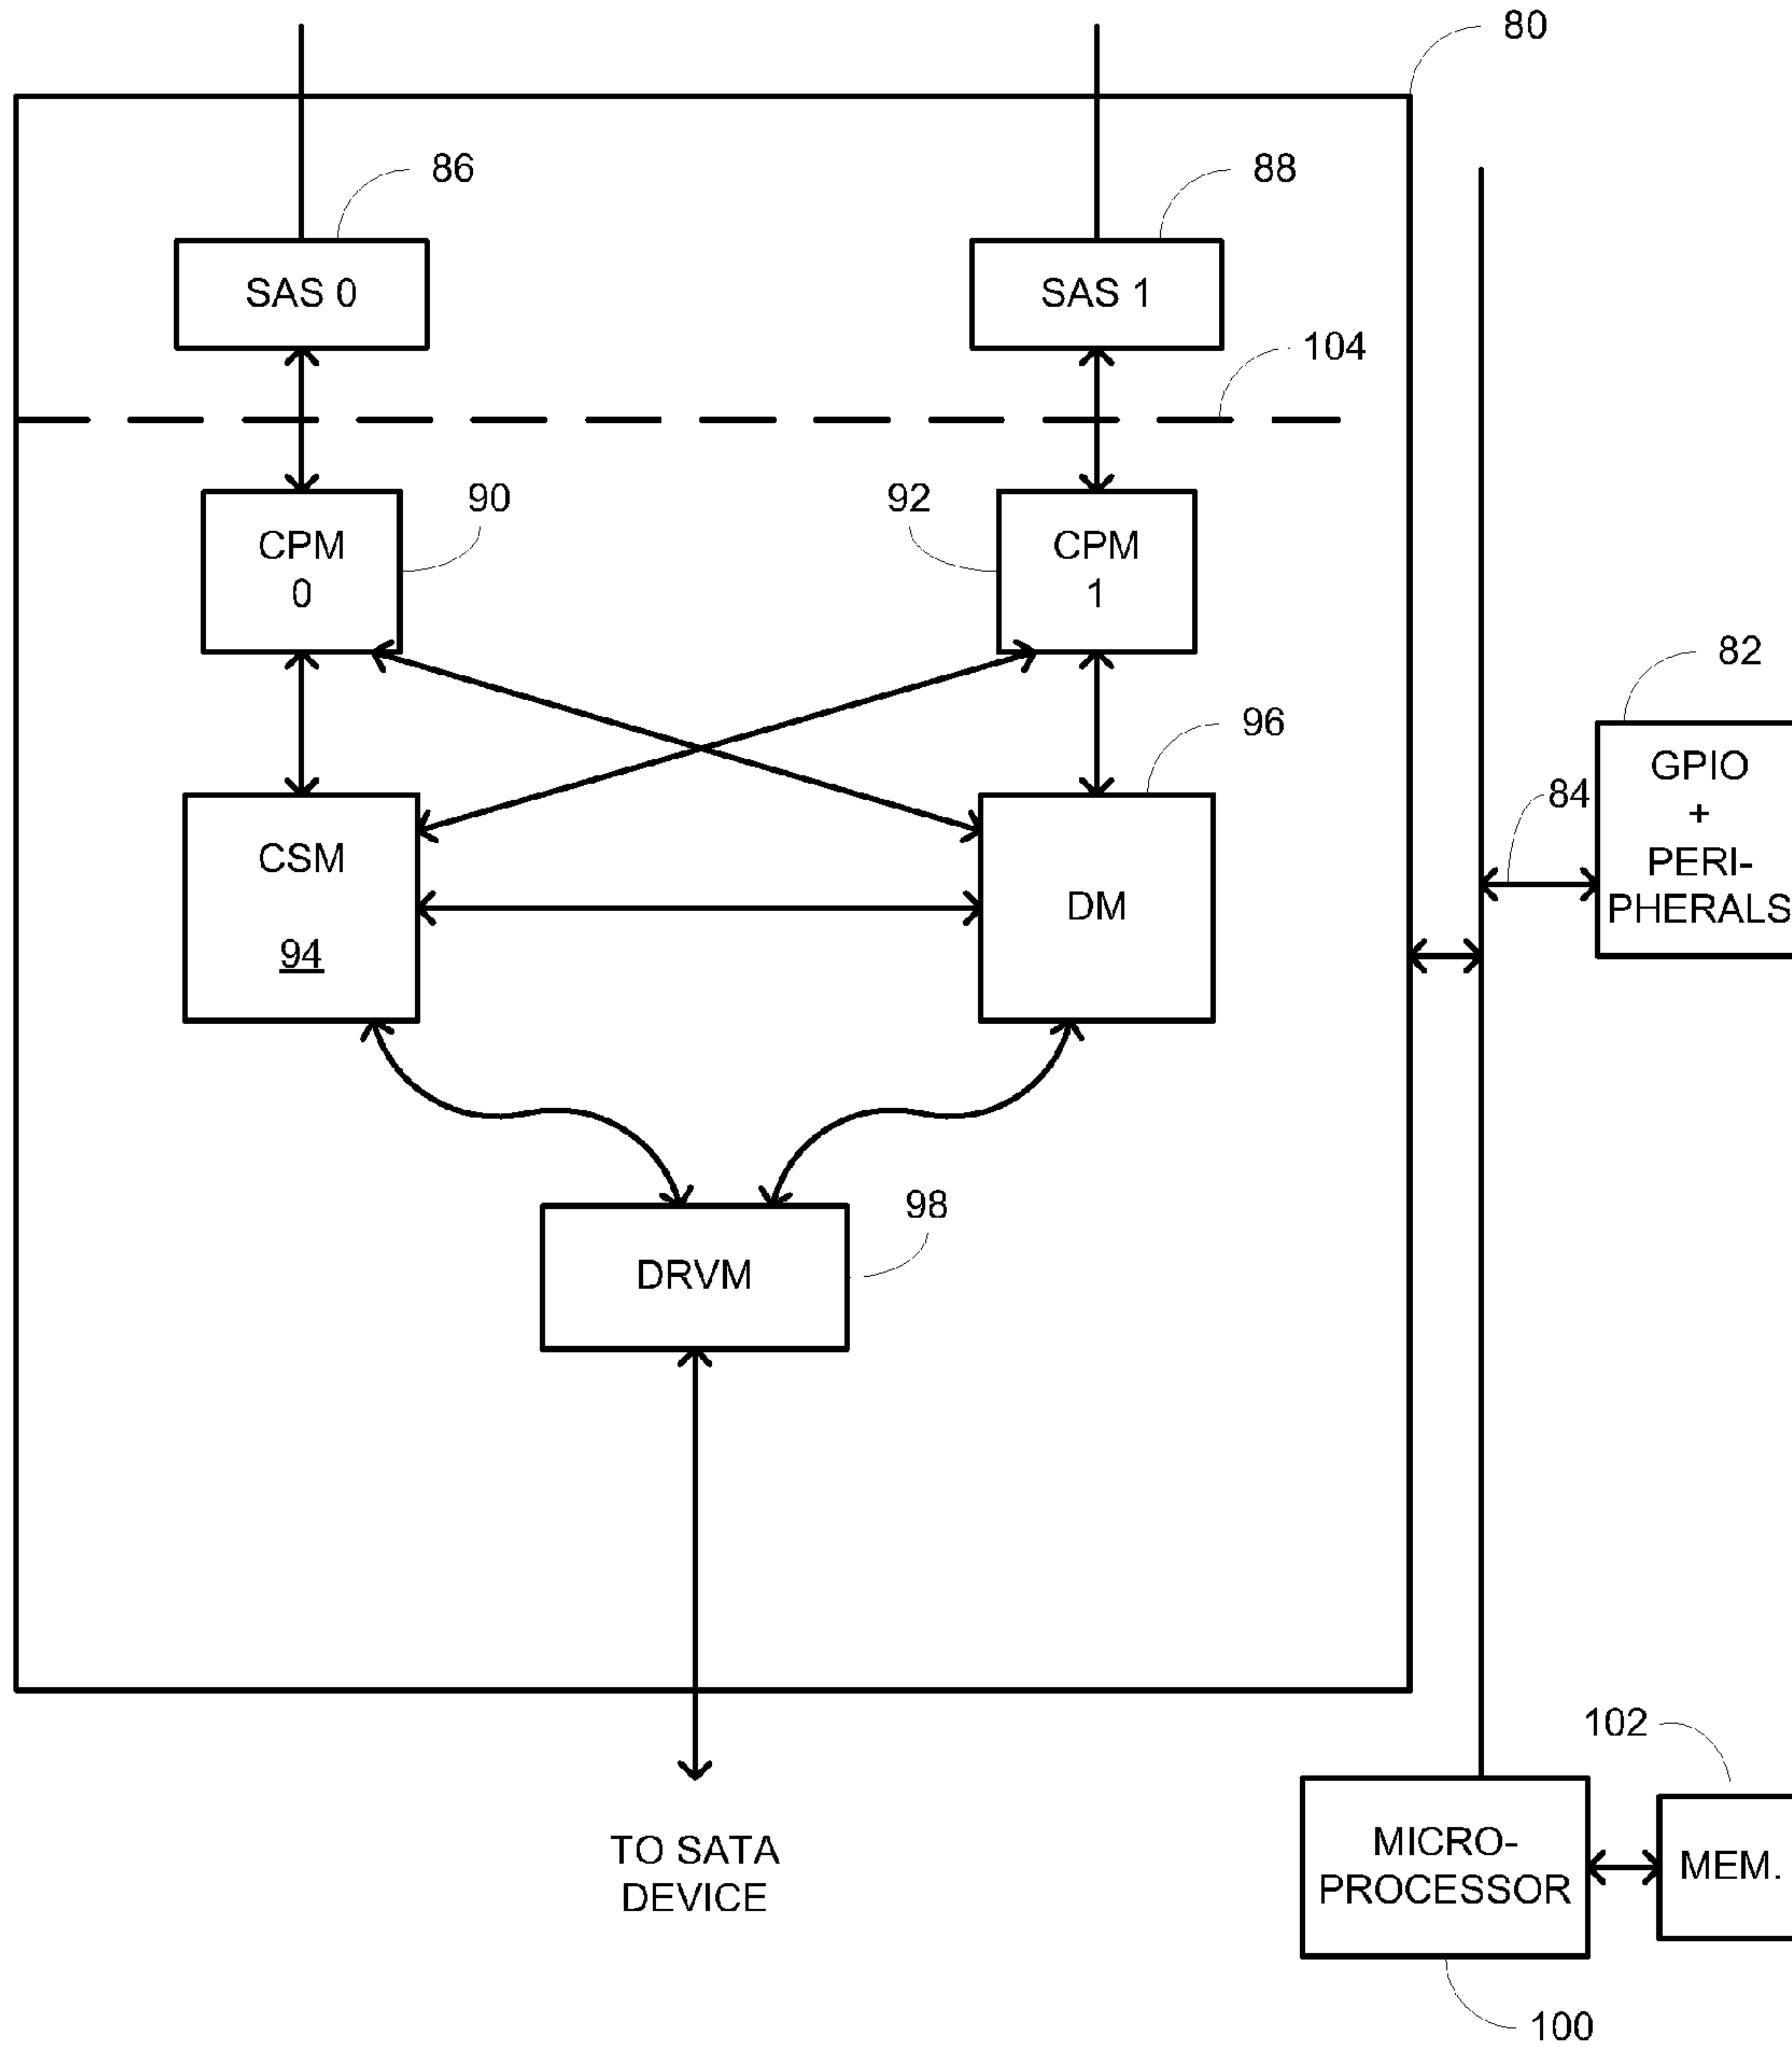 80
86
88
SAS 0
SAS 1
104
90
92
CPM
0
CPM
1
82
96
GPIO
+
PERI-
PHERALS
84
CSM
94
DM
98
DRVM
102
TO SATA
DEVICE
MICRO-
PROCESSOR
MEM.
100